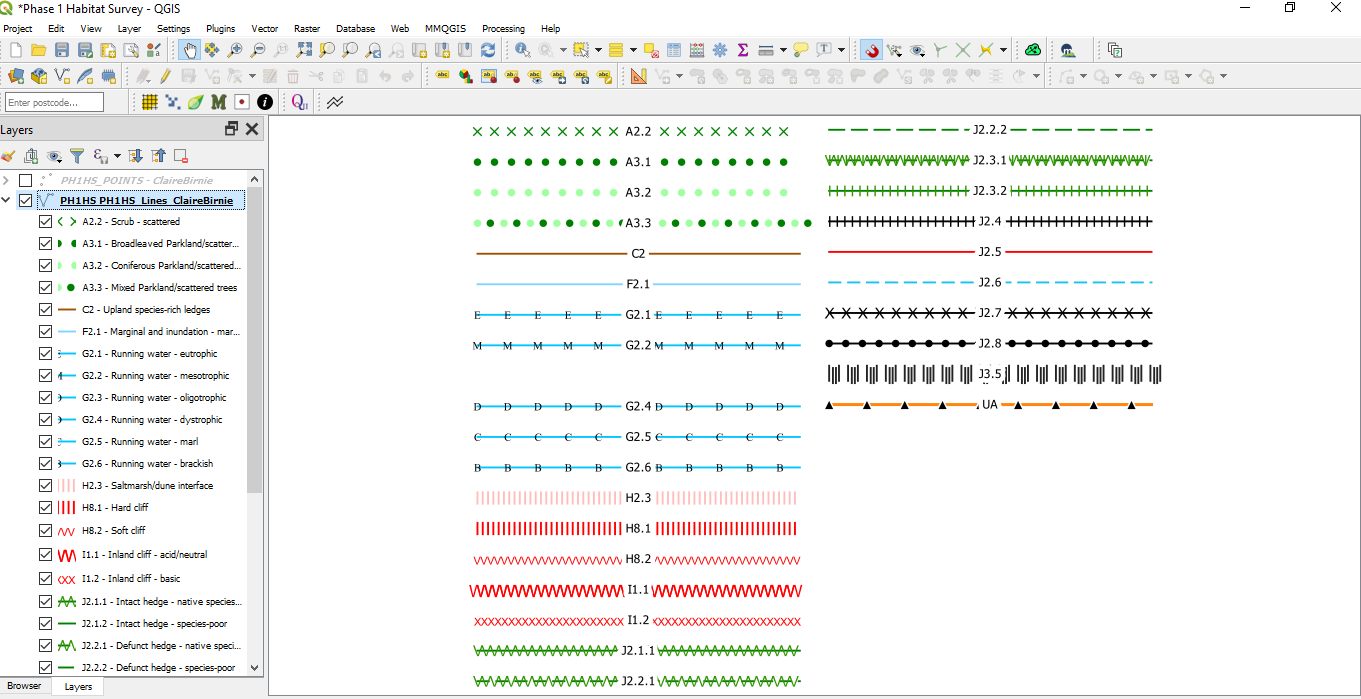 *Phase 1 Habitat Survey - QGIS
Project Edit View Layer Settings Plugins Vector Raster Database Web MMQGIS Processing Help
Enter postcode...
Layers
PH1HS_POINTS - ClaireBirnie
PH1HS PH1HS_Lines_ClaireBirnie
A2.2 - Scrub - scattered
A3.1 - Broadleaved Parkland/scatter...
A3.2 - Coniferous Parkland/scattered...
A3.3 - Mixed Parkland/scattered trees
C2 - Upland species-rich ledges
F2.1 - Marginal and inundation - mar...
G2.1 - Running water - eutrophic
G2.2 - Running water - mesotrophic
G2.3 - Running water - oligotrophic
G2.4 - Running water - dystrophic
G2.5 - Running water - marl
G2.6 - Running water - brackish
H2.3 - Saltmarsh/dune interface
H8.1 - Hard cliff
H8.2 - Soft cliff
I1.1 - Inland cliff - acid/neutral
I1.2 - Inland cliff - basic
J2.1.1 - Intact hedge - native species...
J2.1.2 - Intact hedge - species-poor
J2.2.1 - Defunct hedge - native speci...
J2.2.2 - Defunct hedge - species-poor
Browser Layers
A2.2
A3.1
A3.2
A3.3
C2
F2.1
E E E E E G2.1 E E E E E
M M M M M G2.2 M M M M M
D D D D D G2.4 D D D D D
C C C C C G2.5 C C C C C
B B B B B G2.6 B B B B B
H2.3
H8.1
H8.2
I1.1
I1.2
J2.1.1
J2.2.1
J2.2.2
J2.3.1
J2.3.2
J2.4
J2.5
J2.6
J2.7
J2.8
J3.5
UA